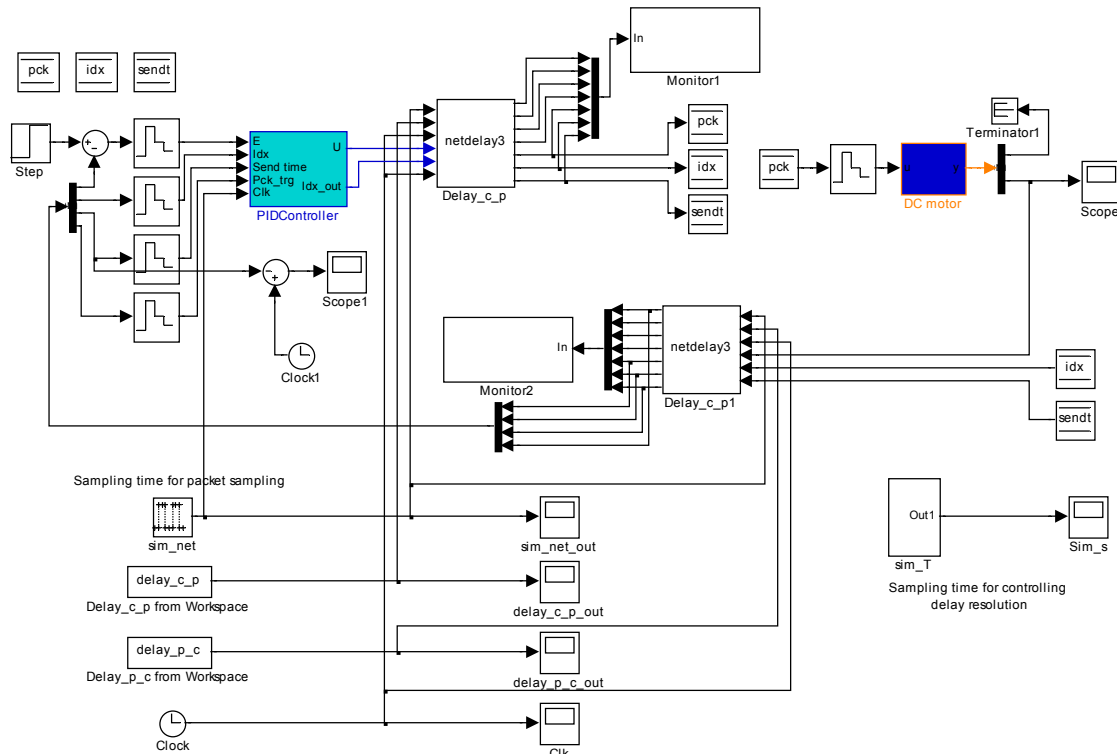 pck
idx
sendt
Step
E
Idx
Send time
Pck_trg
Clk
U
Idx_out
PIDController
netdelay3
Delay_c_p
In
Monitor1
pck
idx
sendt
pck
u
y
DC motor
Terminator1
Scope
Scope1
Clock1
In
Monitor2
netdelay3
Delay_c_p1
idx
sendt
Sampling time for packet sampling
sim_net
sim_net_out
Out1
sim_T
Sim_s
Sampling time for controlling
delay resolution
delay_c_p
Delay_c_p from Workspace
delay_c_p_out
delay_p_c
Delay_p_c from Workspace
delay_p_c_out
Clock
Clk